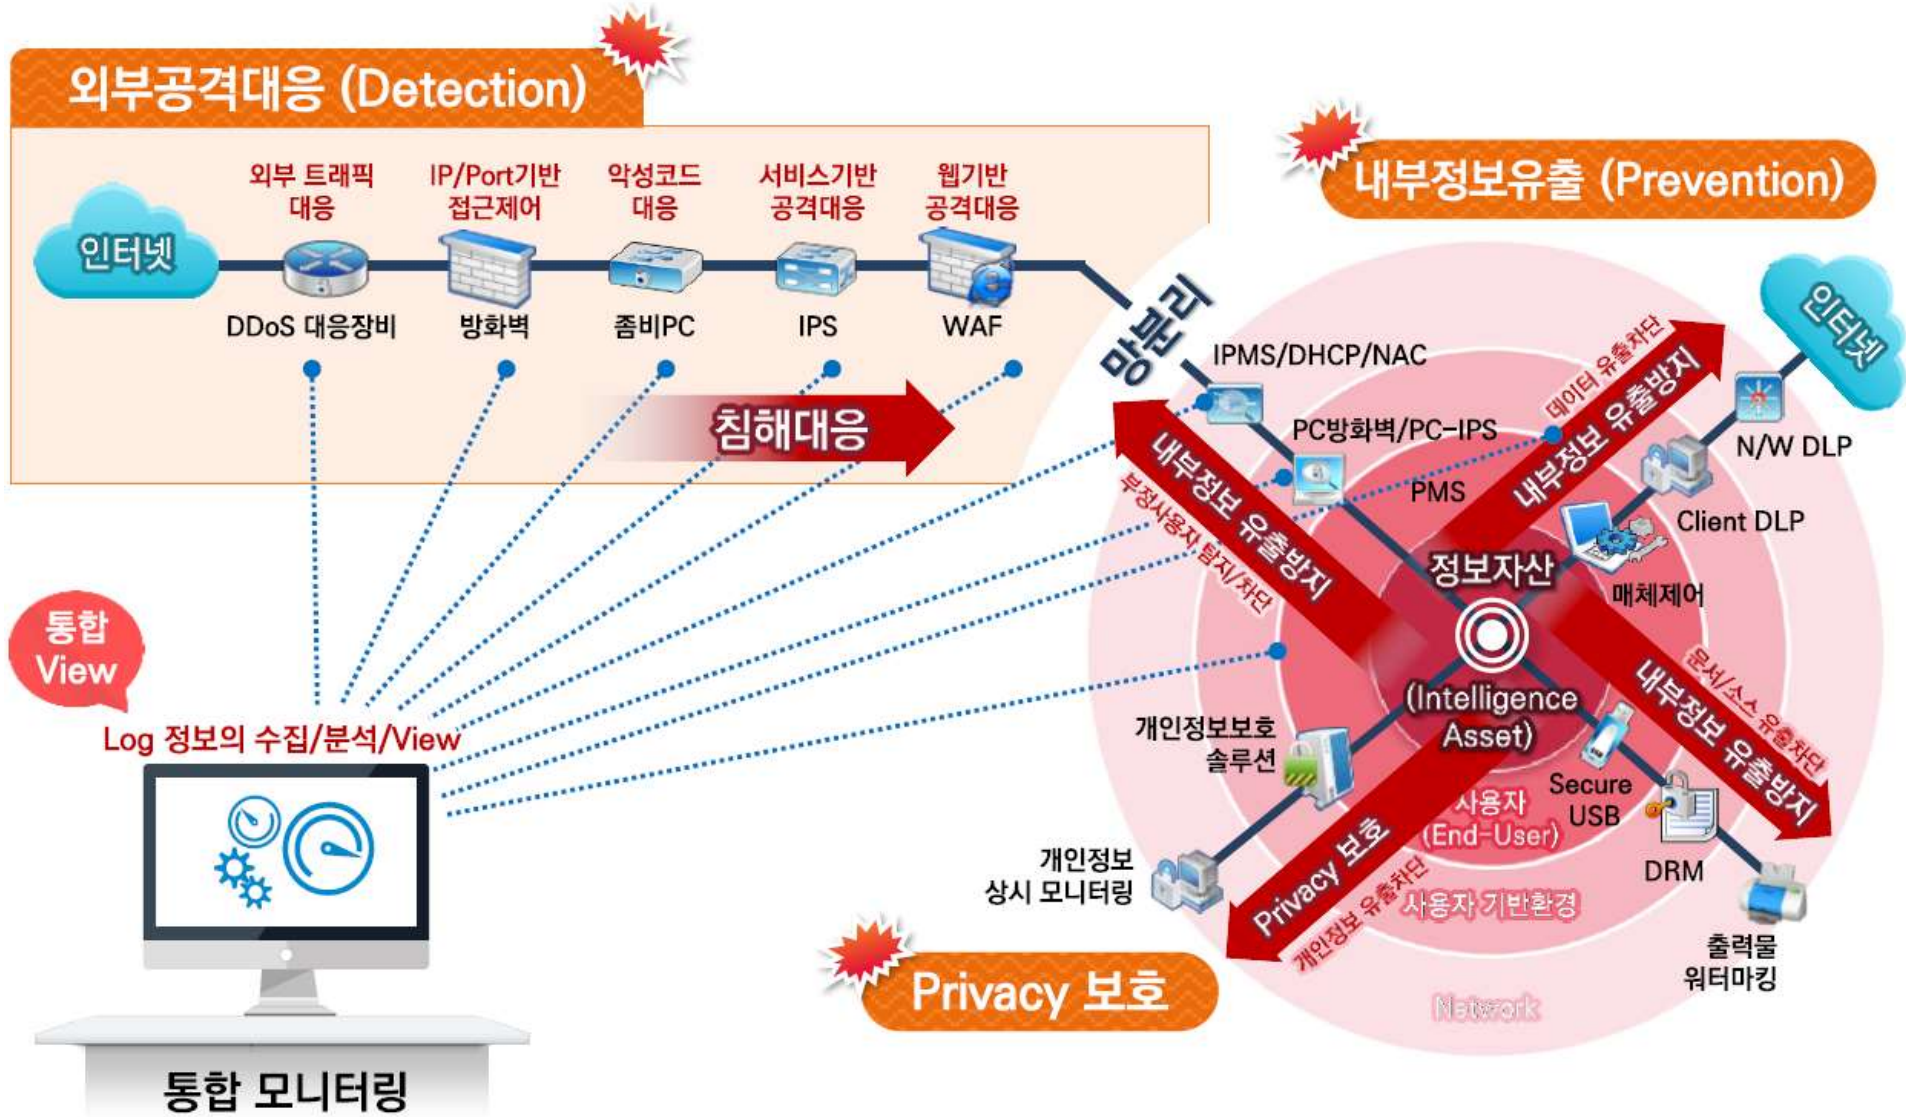 외부공격대응 (Detection)
외부 트래픽
대응
IP/Port기반
접근제어
악성코드
대응
서비스기반
공격대응
웹기반
공격대응
인터넷
DDoS 대응장비
방화벽
좀비PC
IPS
WAF
침해대응
망분리
내부정보유출 (Prevention)
인터넷
IPMS/DHCP/NAC
PC방화벽/PC-IPS
PMS
데이터 유출차단
내부정보 유출방지
N/W DLP
Client DLP
매체제어
내부정보 유출방지
부정사용자 탐지/차단
정보자산
(Intelligence
Asset)
문서/소스 유출차단
내부정보 유출방지
개인정보보호
솔루션
개인정보
상시 모니터링
Secure
USB
DRM
출력물
워터마킹
사용자
(End-User)
사용자 기반환경
Network
Privacy 보호
개인정보 유출차단
Privacy 보호
통합
View
Log 정보의 수집/분석/View
통합 모니터링